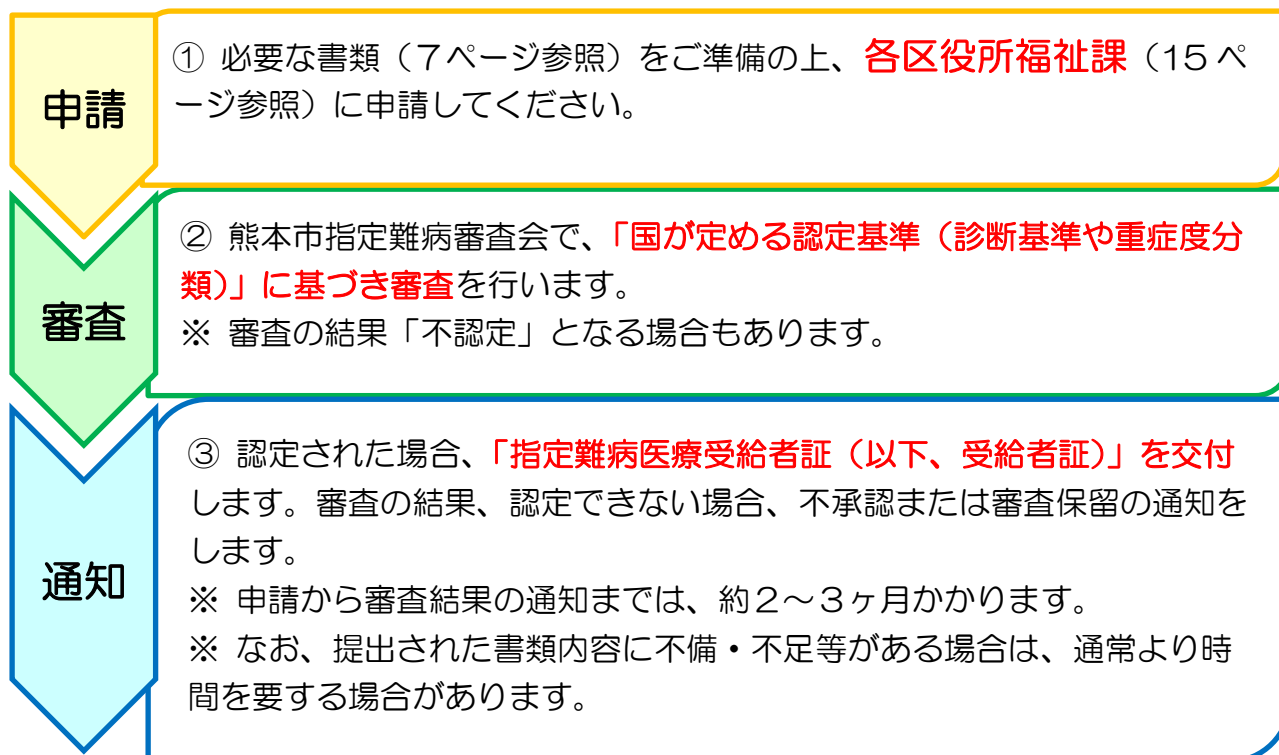 申請
① 必要な書類（７ページ参照）をご準備の上、各区役所福祉課（15 ペ
ージ参照）に申請してください。
審査
② 熊本市指定難病審査会で、「国が定める認定基準（診断基準や重症度分
類）」に基づき審査を行います。
※ 審査の結果「不認定」となる場合もあります。
通知
③ 認定された場合、「指定難病医療受給者証（以下、受給者証）」を交付
します。審査の結果、認定できない場合、不承認または審査保留の通知を
します。
※ 申請から審査結果の通知までは、約２～３ヶ月かかります。
※ なお、提出された書類内容に不備・不足等がある場合は、通常より時
間を要する場合があります。